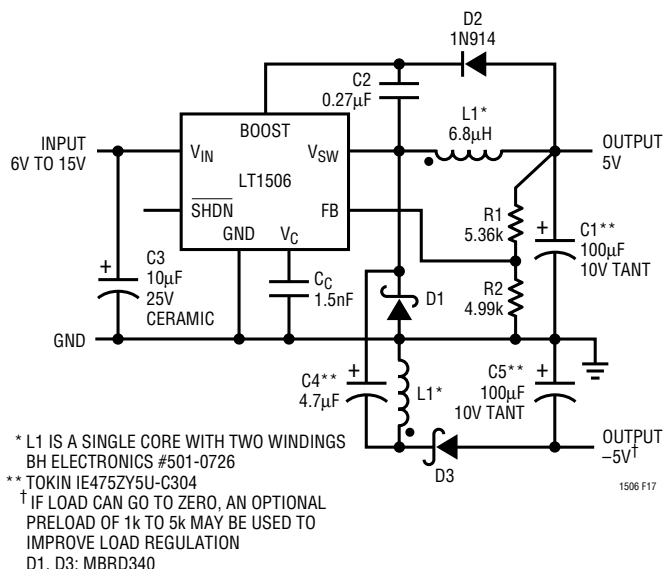 D2
1N914
C2
0.27µF
L1*
6.8µH
INPUT
6V TO 15V
BOOST
VIN
VSW
LT1506
SHDN
FB
GND
VC
OUTPUT
5V
R1
5.36k
C1**
100µF
10V TANT
+
C3
10µF
25V
CERAMIC
+
CC
1.5nF
D1
R2
4.99k
GND
C4**
4.7µF
+
L1*
C5**
100µF
10V TANT
+
D3
OUTPUT
–5V†
* L1 IS A SINGLE CORE WITH TWO WINDINGS
BH ELECTRONICS #501-0726
** TOKIN IE475ZY5U-C304
† IF LOAD CAN GO TO ZERO, AN OPTIONAL
PRELOAD OF 1k TO 5k MAY BE USED TO
IMPROVE LOAD REGULATION
D1, D3: MBRD340
1506 F17